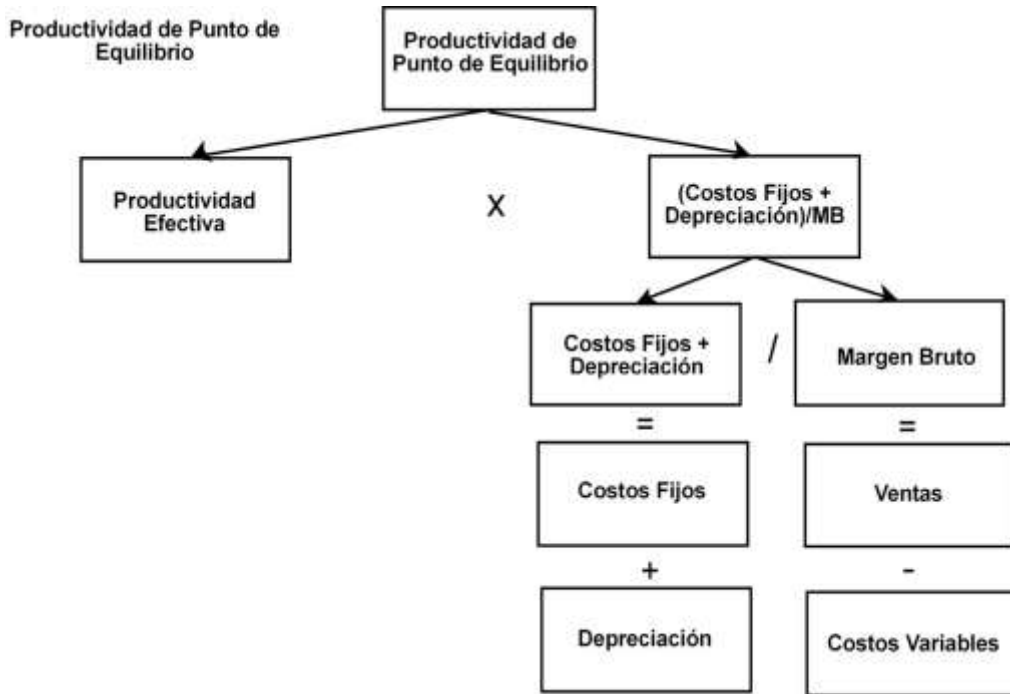 Productividad de Punto de
Equilibrio
Productividad de
Punto de Equilibrio
Productividad
Efectiva
X
(Costos Fijos +
Depreciación)/MB
Costos Fijos +
Depreciación
/
Margen Bruto
=
=
Costos Fijos
Ventas
+
-
Depreciación
Costos Variables